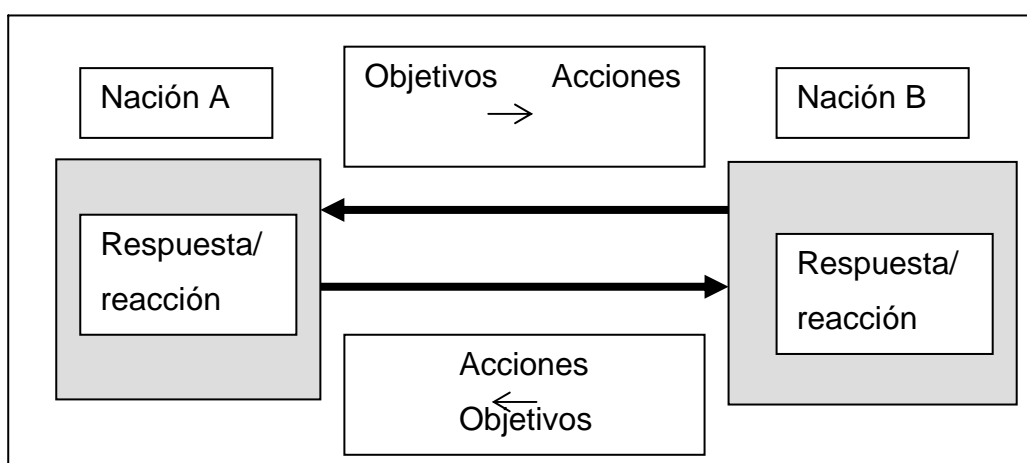 Nación A
Objetivos Acciones
Nación B
Respuesta/
reacción
Respuesta/
reacción
Acciones
Objetivos